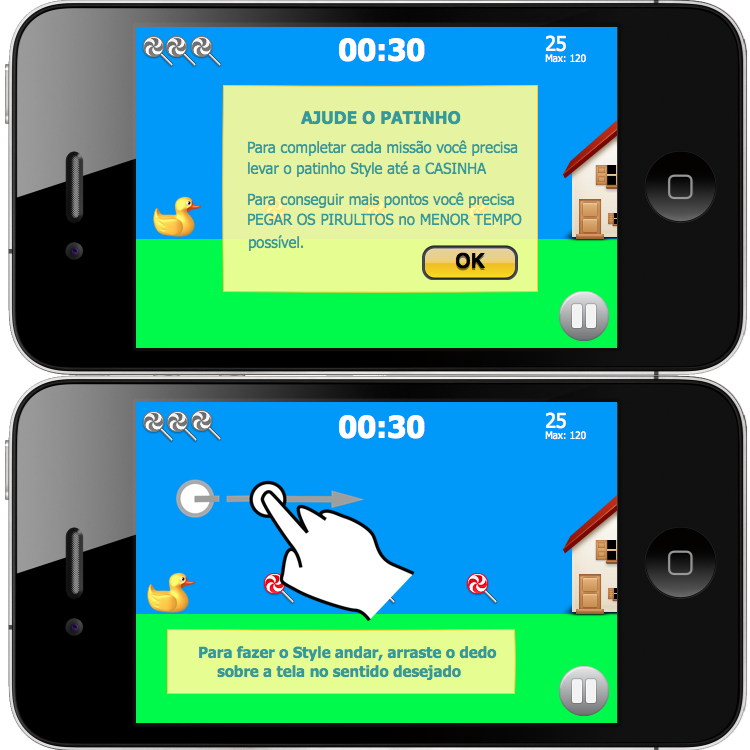 00:30
25
Max: 120
AJUDE O PATINHO
Para completar cada missão você precisa
levar o patinho Style até a CASINHA
Para conseguir mais pontos você precisa
PEGAR OS PIRULITOS no MENOR TEMPO
possível.
OK
00:30
25
Max: 120
Para fazer o Style andar, arraste o dedo
sobre a tela no sentido desejado